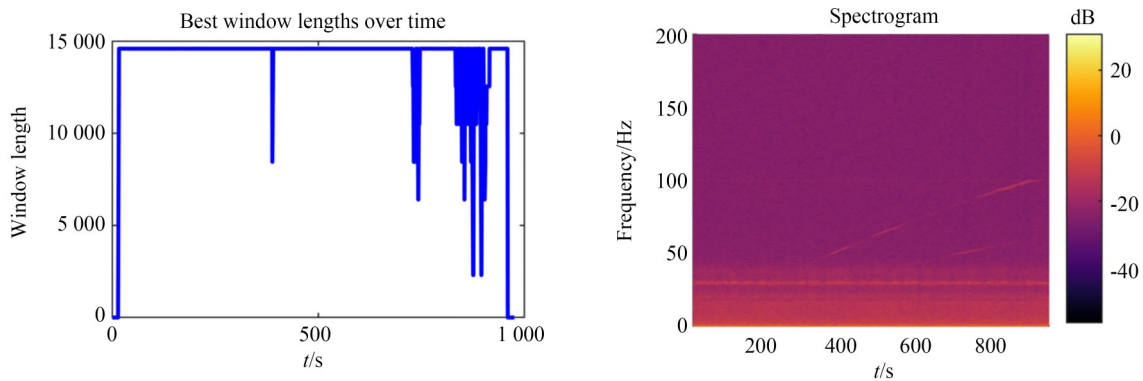 Best window lengths over time
15 000
10 000
5 000
0
Window length
0
500
1 000
t/s
Spectrogram
200
150
100
50
0
Frequency/Hz
200
400
600
800
t/s
dB
20
0
-20
-40